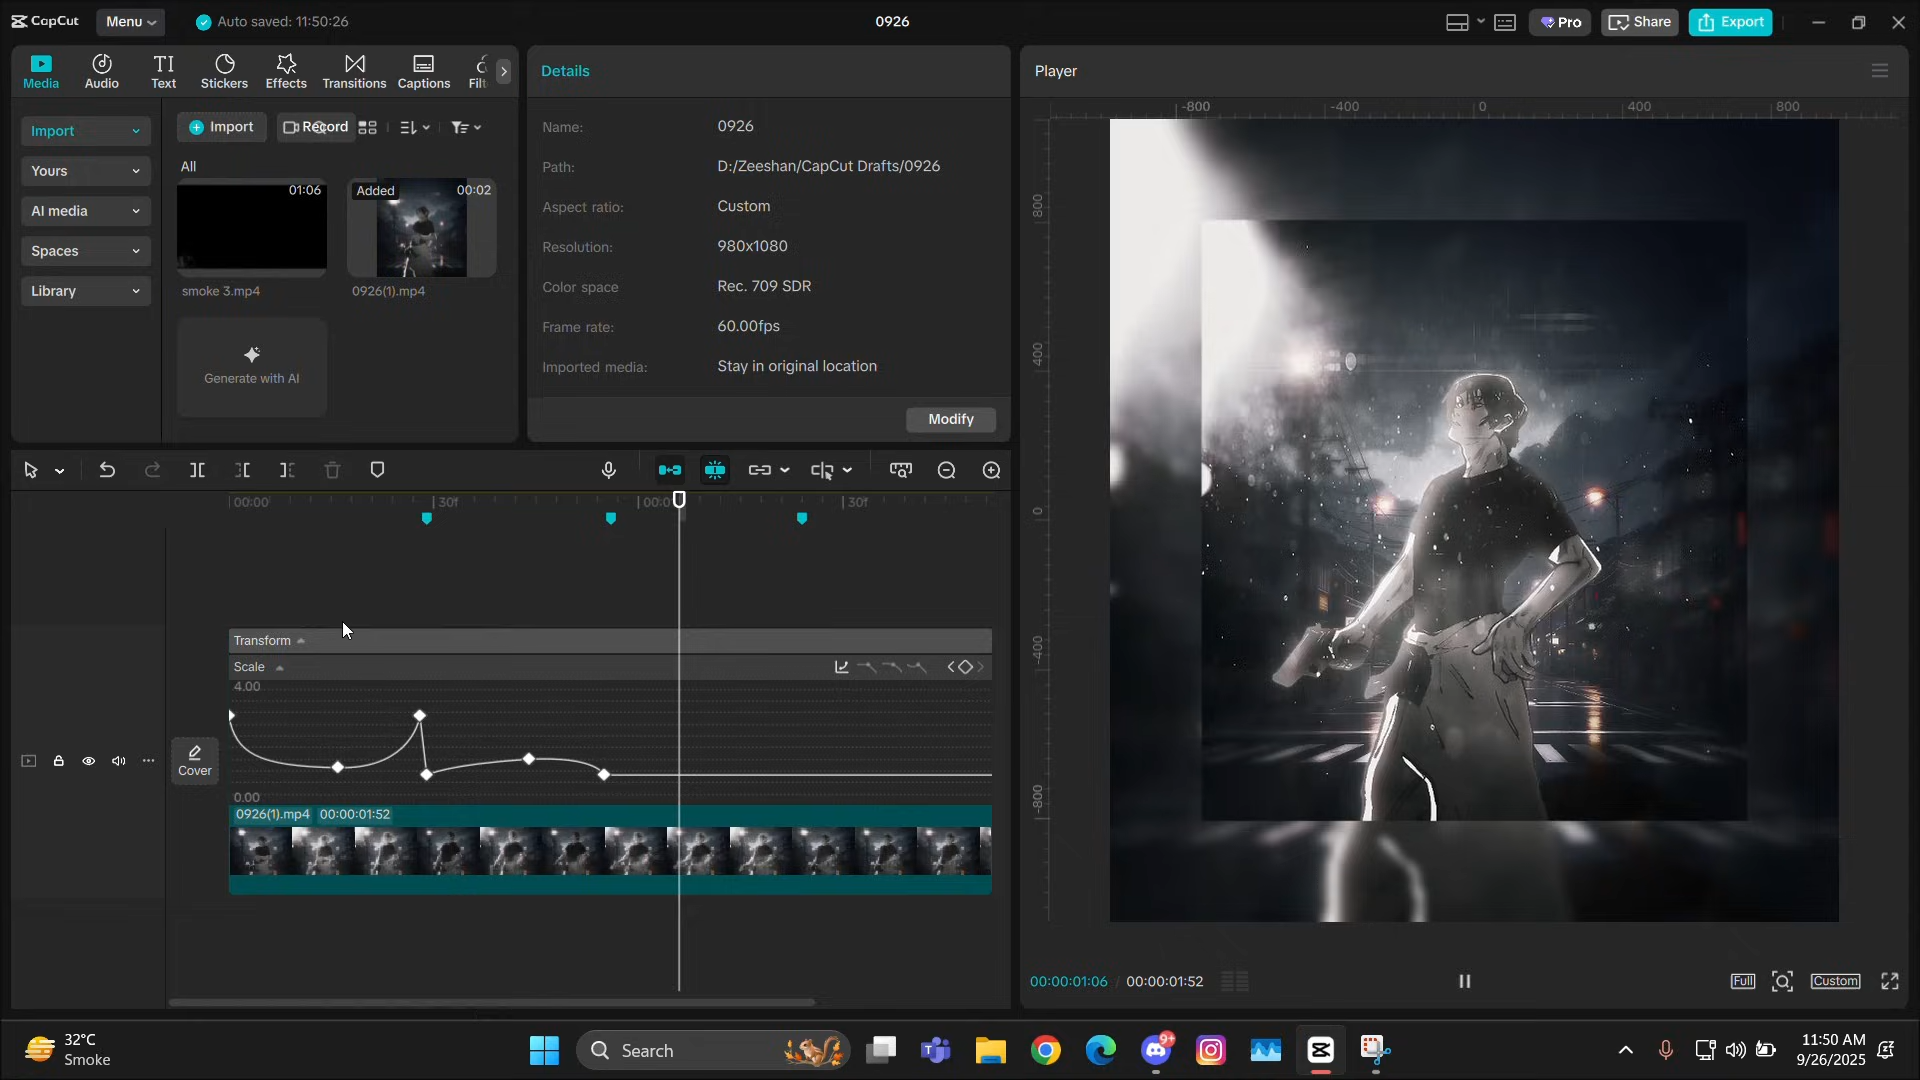 CapCut
Menu
Auto saved: 11:50:26
0926
Pro
Share
Export
Media
Audio
Text
Stickers
Effects
Transitions
Captions
Filt
Import
Yours
AI media
Spaces
Library
Import
Record
All
01:06
smoke 3.mp4
Added
00:02
0926(1).mp4
Generate with AI
Details
Name:
0926
Path:
D:/Zeeshan/CapCut Drafts/0926
Aspect ratio:
Custom
Resolution:
980x1080
Color space
Rec. 709 SDR
Frame rate:
60.00fps
Imported media:
Stay in original location
Modify
Player
-800
-400
0
400
800
800
400
0
-400
-800
00:00
30f
00:0
30f
Transform
Scale
4.00
0.00
Cover
0926(1).mp4 00:00:01:52
00:00:01:06 / 00:00:01:52
Full
Custom
32°C
Smoke
Search
9+
11:50 AM
9/26/2025